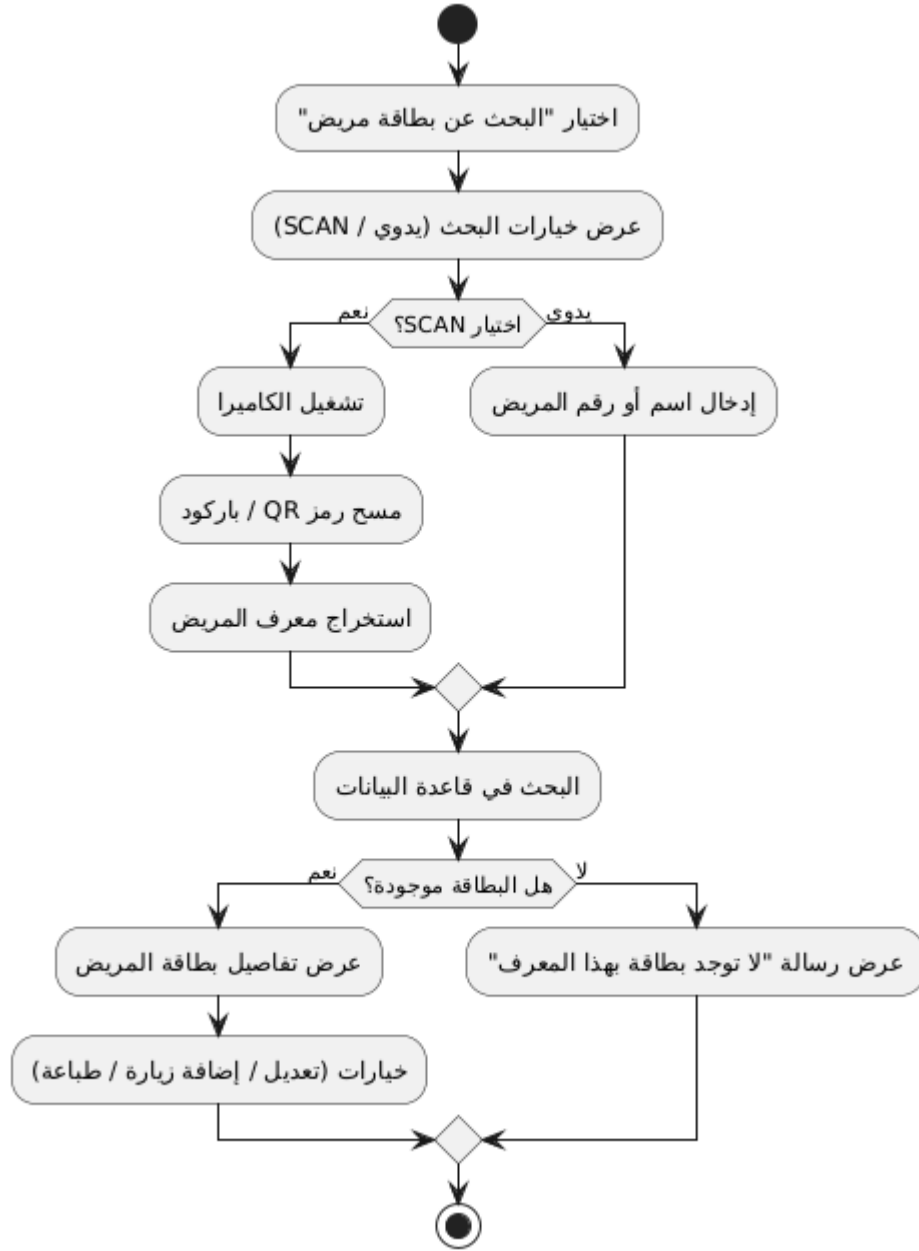 اختيار "البحث عن بطاقة مريض"
عرض خيارات البحث (يدوي / SCAN)
اختيار SCAN؟
نعم
يدوي
تشغيل الكاميرا
إدخال اسم أو رقم المريض
مسح رمز QR / باركود
استخراج معرف المريض
البحث في قاعدة البيانات
هل البطاقة موجودة؟
نعم
لا
عرض تفاصيل بطاقة المريض
عرض رسالة "لا توجد بطاقة بهذا المعرف"
خيارات (تعديل / إضافة زيارة / طباعة)